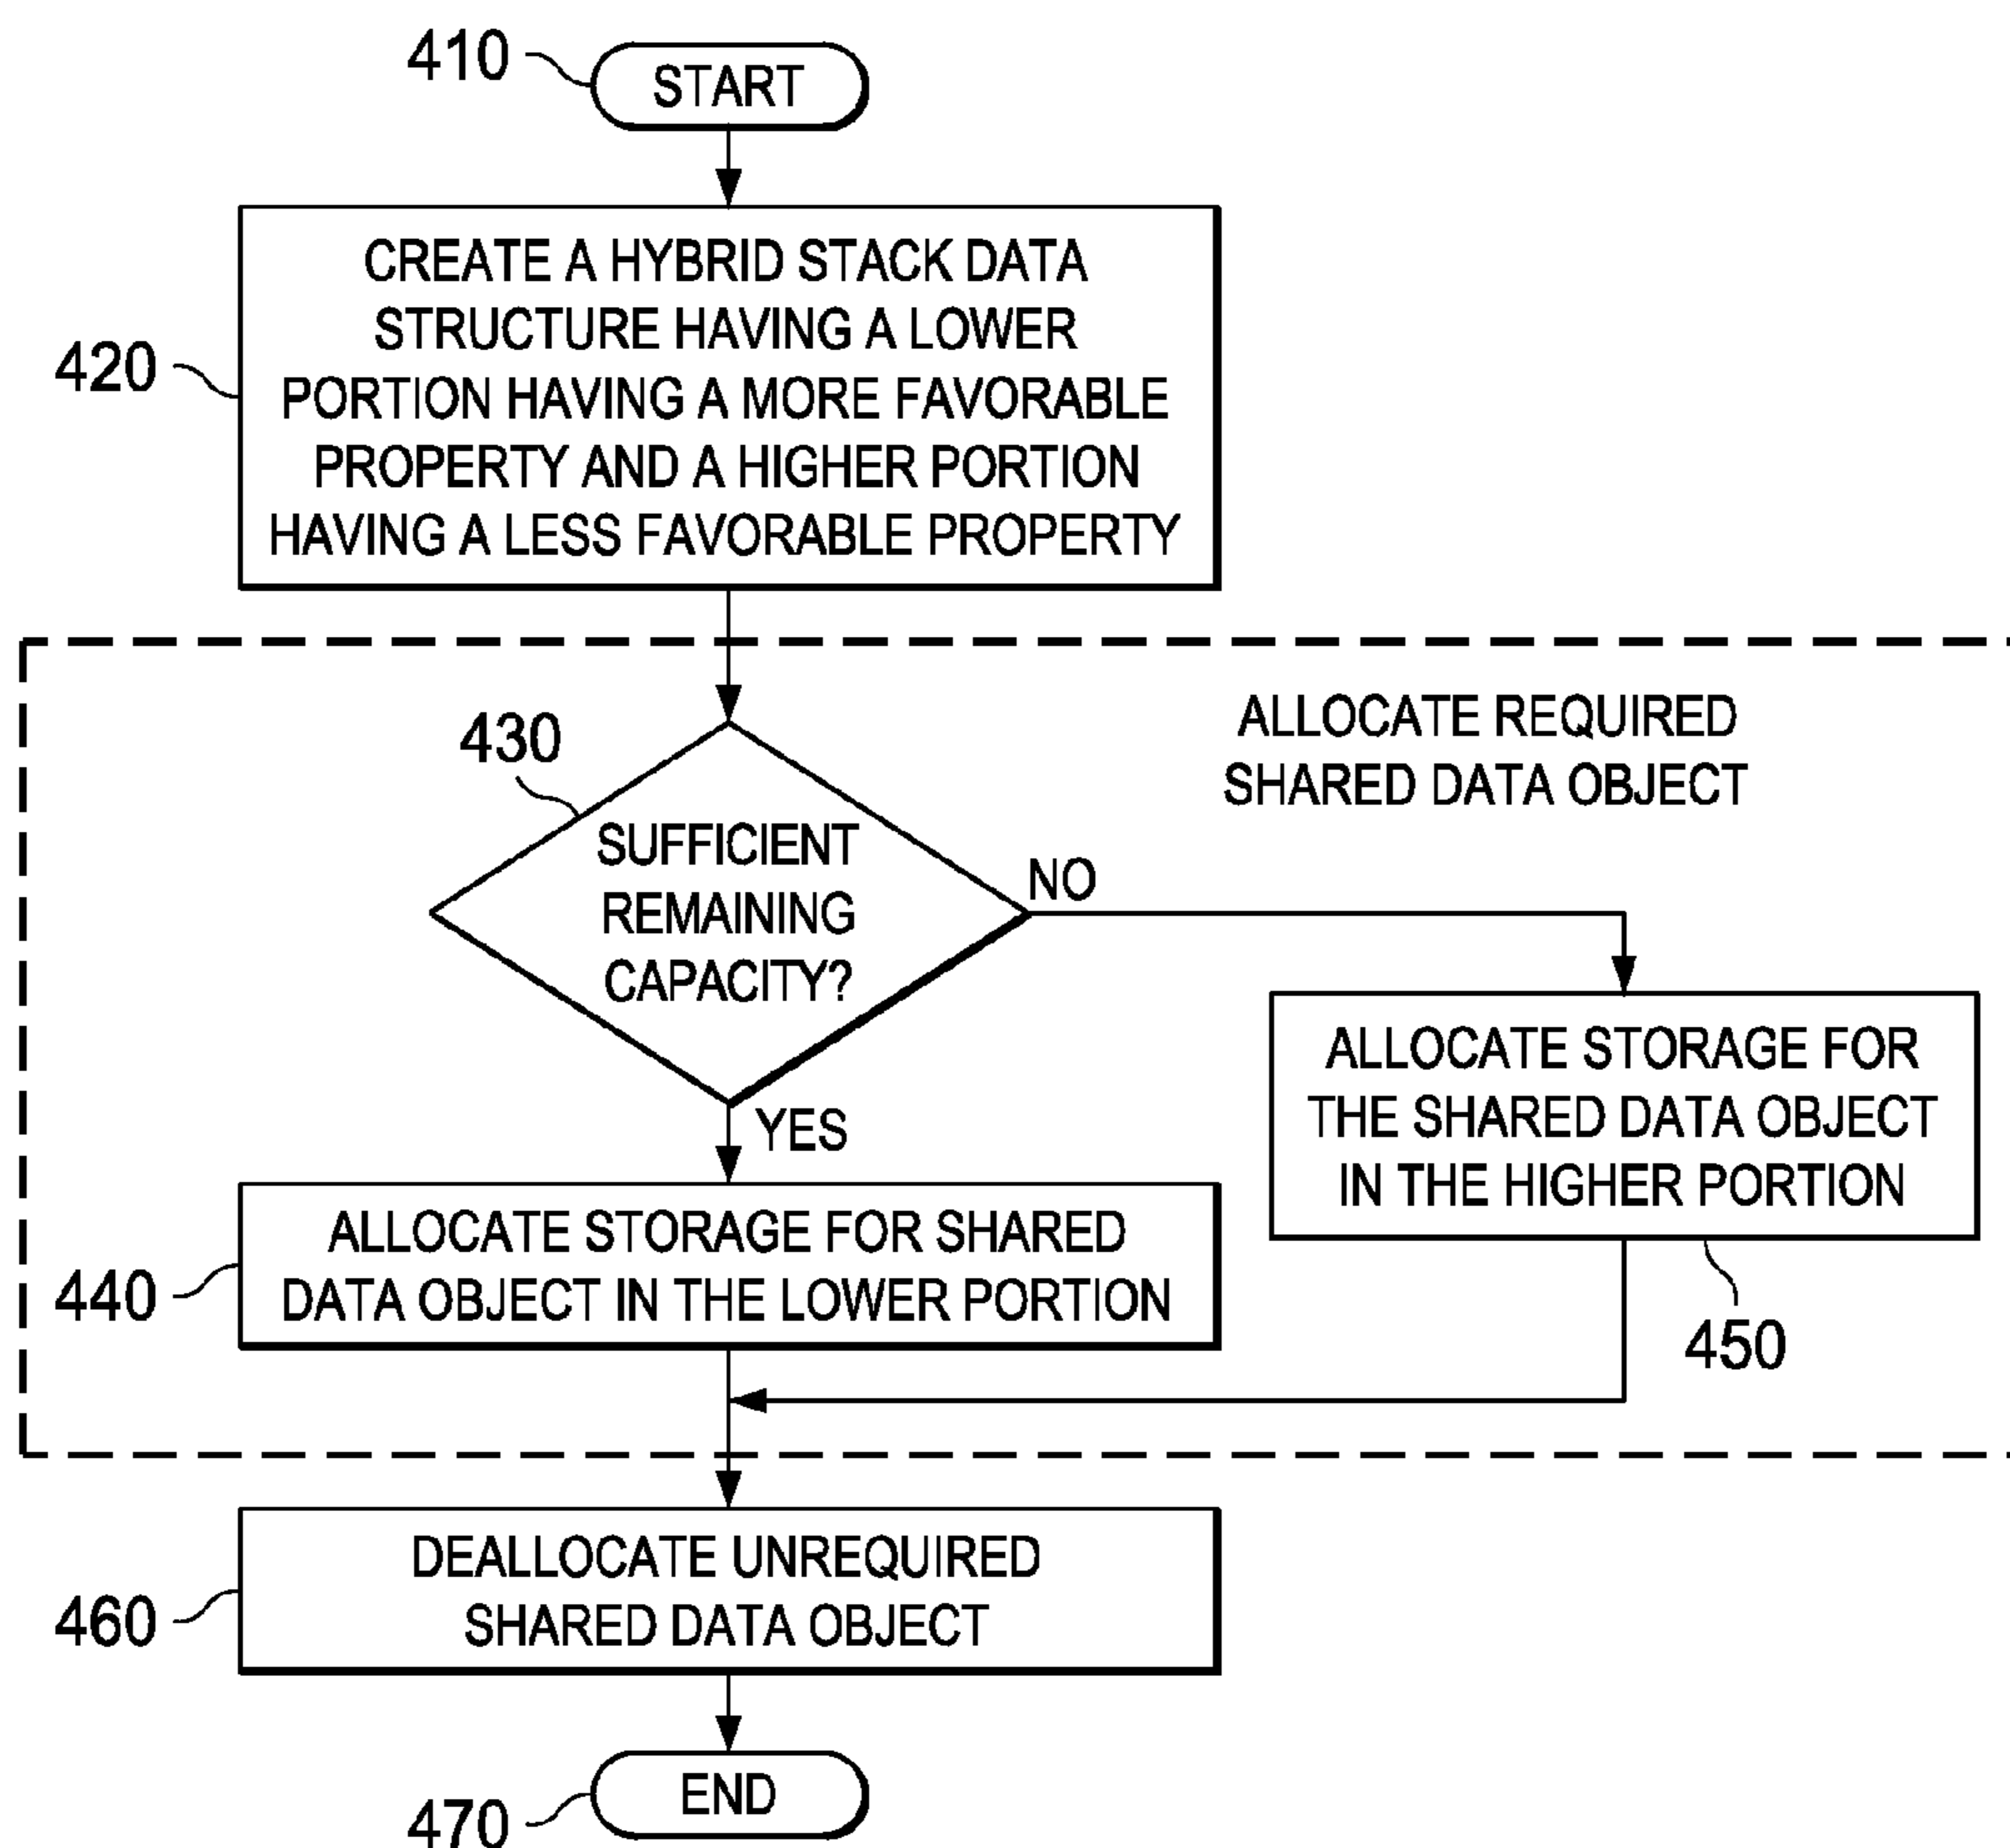 410
START
420
CREATE A HYBRID STACK DATA
STRUCTURE HAVING A LOWER
PORTION HAVING A MORE FAVORABLE
PROPERTY AND A HIGHER PORTION
HAVING A LESS FAVORABLE PROPERTY
ALLOCATE REQUIRED
SHARED DATA OBJECT
430
SUFFICIENT
REMAINING
CAPACITY?
NO
YES
ALLOCATE STORAGE FOR
THE SHARED DATA OBJECT
IN THE HIGHER PORTION
450
440
ALLOCATE STORAGE FOR SHARED
DATA OBJECT IN THE LOWER PORTION
460
DEALLOCATE UNREQUIRED
SHARED DATA OBJECT
470
END